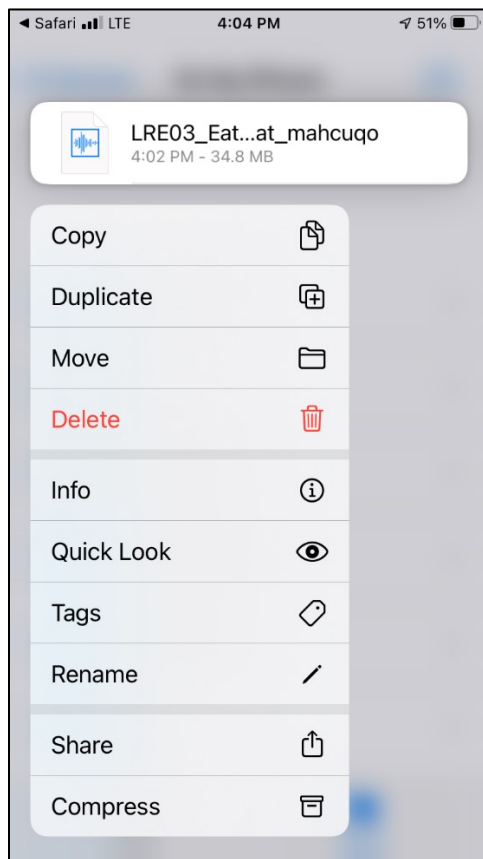 Safari LTE 4:04 PM 51%
LRE03_Eat...at_mahcuqo
4:02 PM - 34.8 MB
Copy
Duplicate
Move
Delete
Info
Quick Look
Tags
Rename
Share
Compress